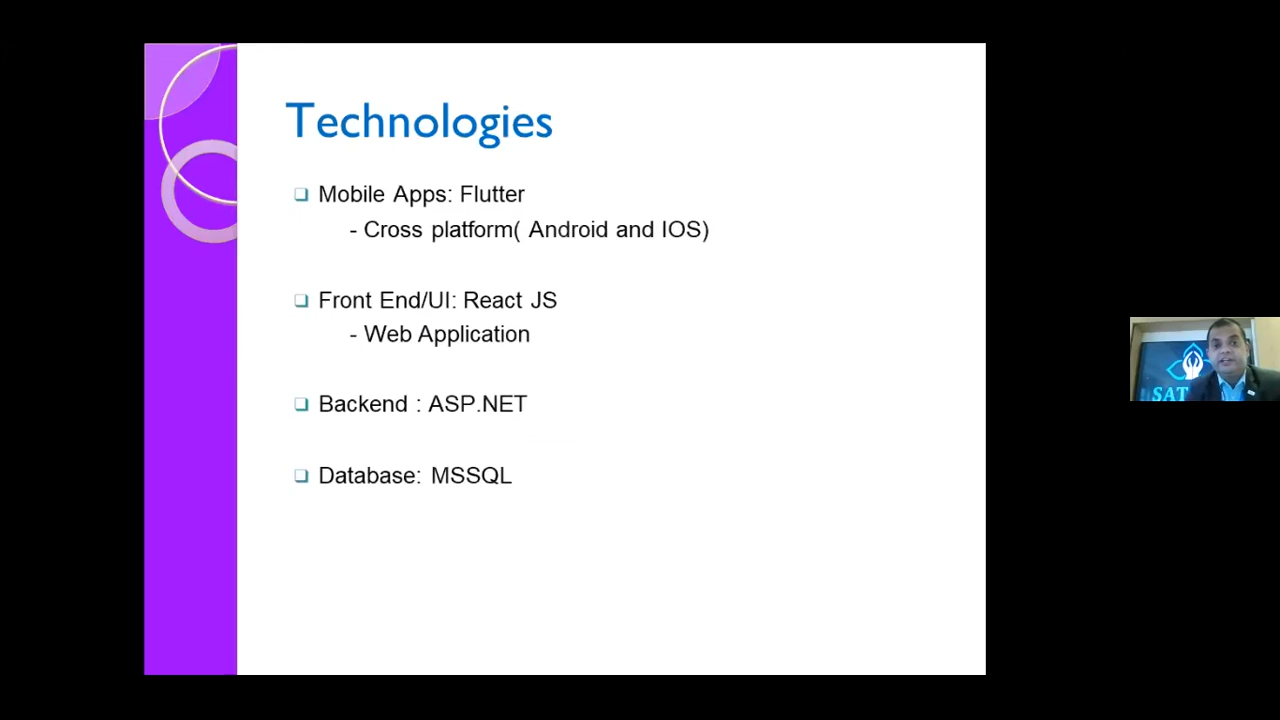 Technologies
Mobile Apps: Flutter
- Cross platform( Android and IOS)
Front End/UI: React JS
- Web Application
Backend : ASP.NET
Database: MSSQL